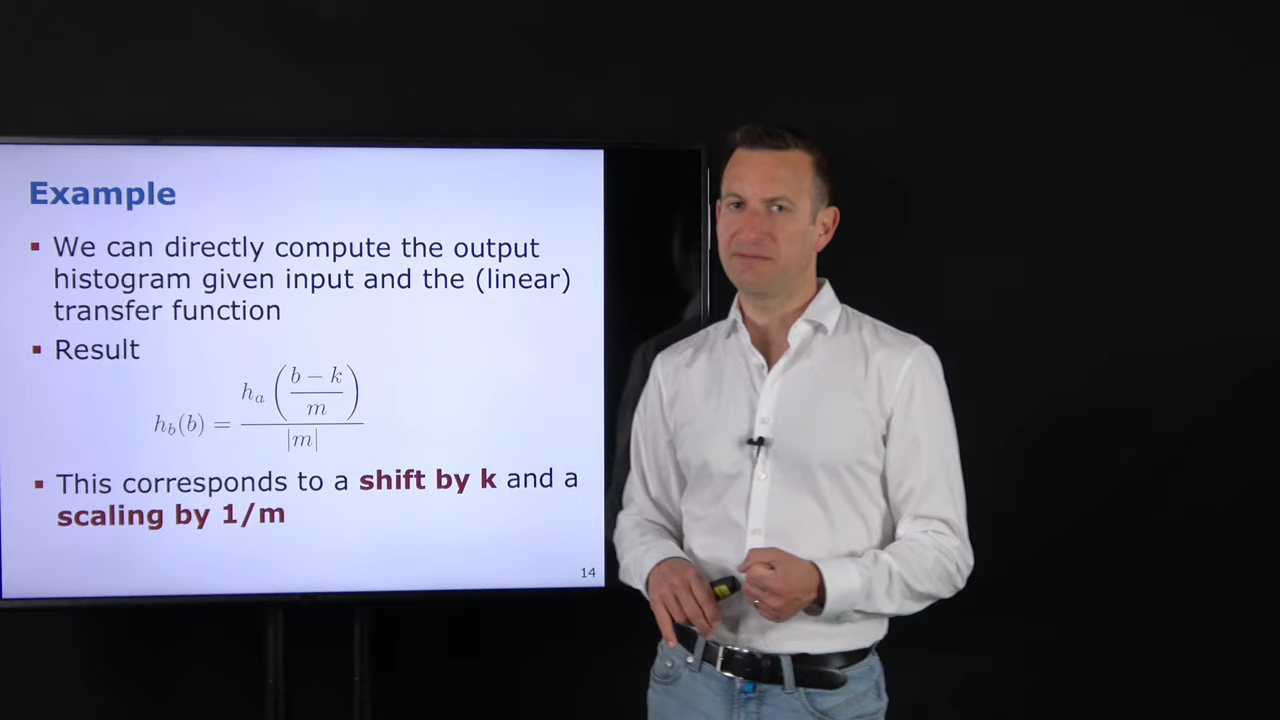 Example
▪ We can directly compute the output
histogram given input and the (linear)
transfer function
▪ Result
h_b(b) = h_a((b − k)/m) / |m|
▪ This corresponds to a shift by k and a
scaling by 1/m
14